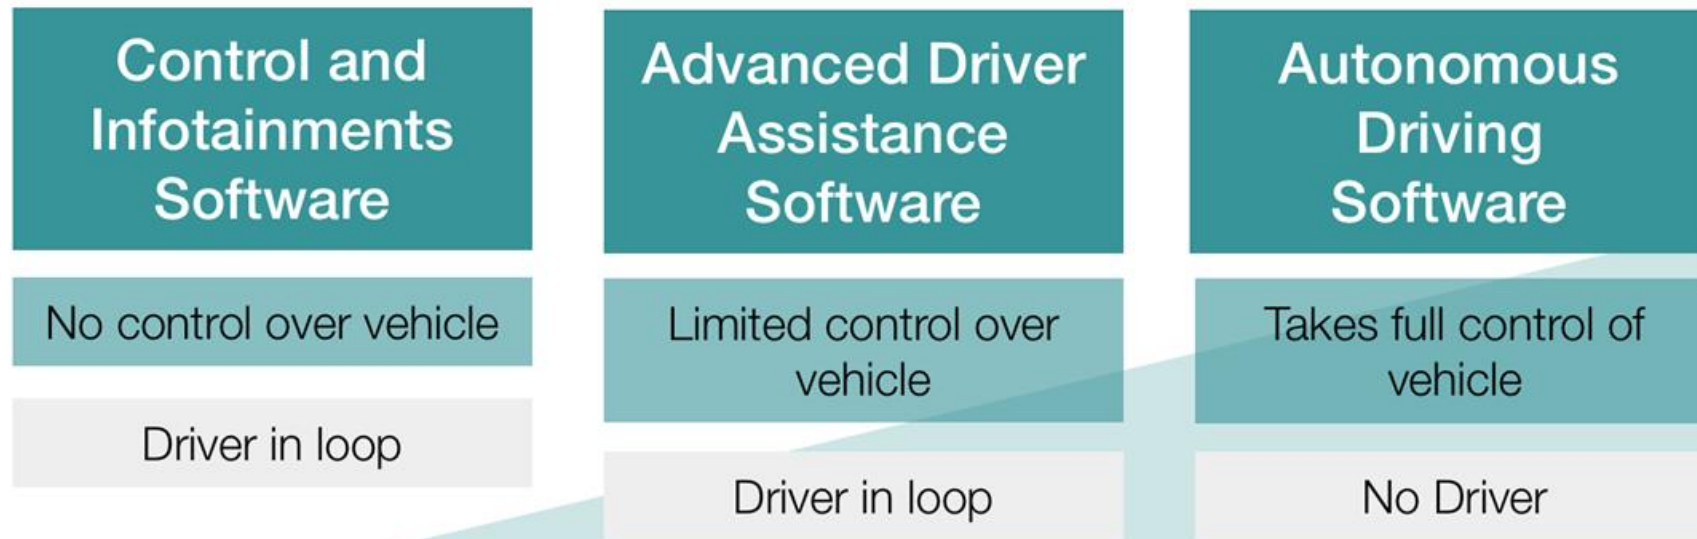 Control and
Infotainments
Software
No control over vehicle
Driver in loop
Advanced Driver
Assistance
Software
Limited control over
vehicle
Driver in loop
Autonomous
Driving
Software
Takes full control of
vehicle
No Driver